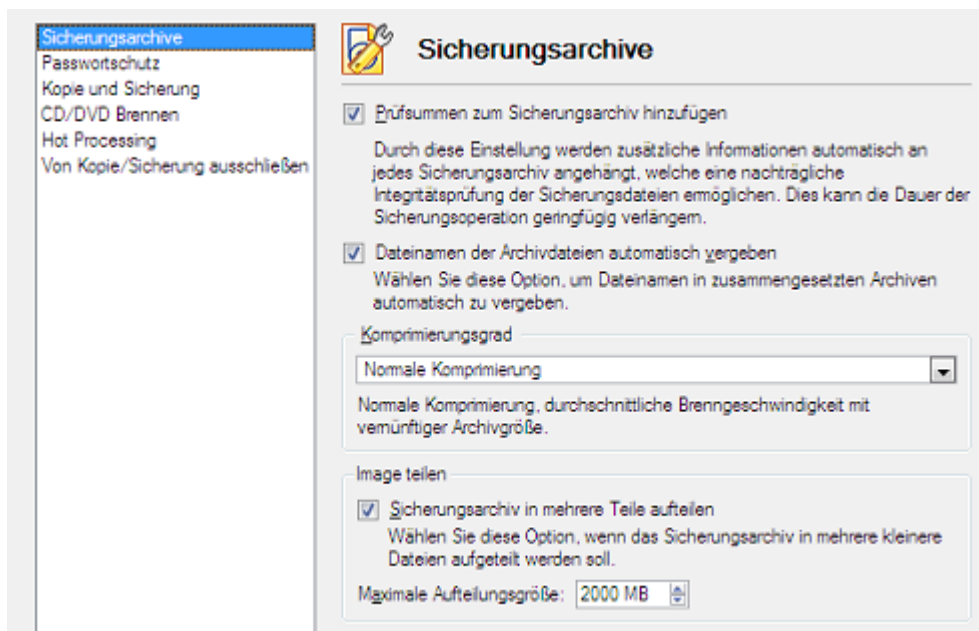 Sicherungsarchive
Passwortschutz
Kopie und Sicherung
CD/DVD Brennen
Hot Processing
Von Kopie/Sicherung ausschließen
Sicherungsarchive
Prüfsummen zum Sicherungsarchiv hinzufügen
Durch diese Einstellung werden zusätzliche Informationen automatisch an
jedes Sicherungsarchiv angehängt, welche eine nachträgliche
Integritätsprüfung der Sicherungsdateien ermöglichen. Dies kann die Dauer der
Sicherungsoperation geringfügig verlängern.
Dateinamen der Archivdateien automatisch vergeben
Wählen Sie diese Option, um Dateinamen in zusammengesetzten Archiven
automatisch zu vergeben.
Komprimierungsgrad
Normale Komprimierung
Normale Komprimierung, durchschnittliche Brenngeschwindigkeit mit
vernünftiger Archivgröße.
Image teilen
Sicherungsarchiv in mehrere Teile aufteilen
Wählen Sie diese Option, wenn das Sicherungsarchiv in mehrere kleinere
Dateien aufgeteilt werden soll.
Maximale Aufteilungsgröße: 2000 MB